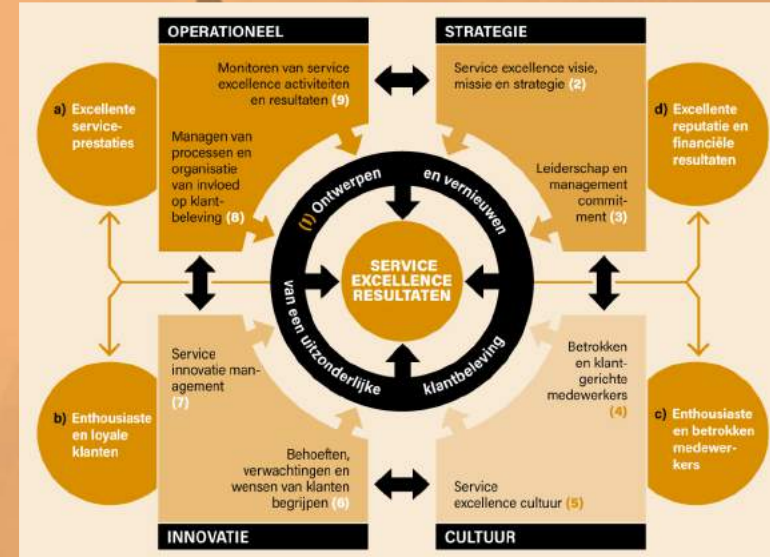 OPERATIONEEL
STRATEGIE
Monitoren van service
excellence activiteiten
en resultaten (9)
Service excellence visie,
missie en strategie (2)
a) Excellente
service-
prestaties
d) Excellente
reputatie en
financiële
resultaten
Managen van
processen en
organisatie
van invloed
op klant-
beleving (8)
Leiderschap en
management
commit-
ment (3)
(1) Ontwerpen
en vernieuwen
van een uitzonderlijke
klantbeleving
SERVICE
EXCELLENCE
RESULTATEN
Service
innovatie man-
agement
(7)
Betrokken
en klant-
gerichte
medewerkers
(4)
b) Enthousiaste
en loyale
klanten
c) Enthousiaste
en betrokken
medewer-
kers
Behoeften,
verwachtingen en
wensen van klanten
begrijpen (6)
Service
excellence cultuur (5)
INNOVATIE
CULTUUR